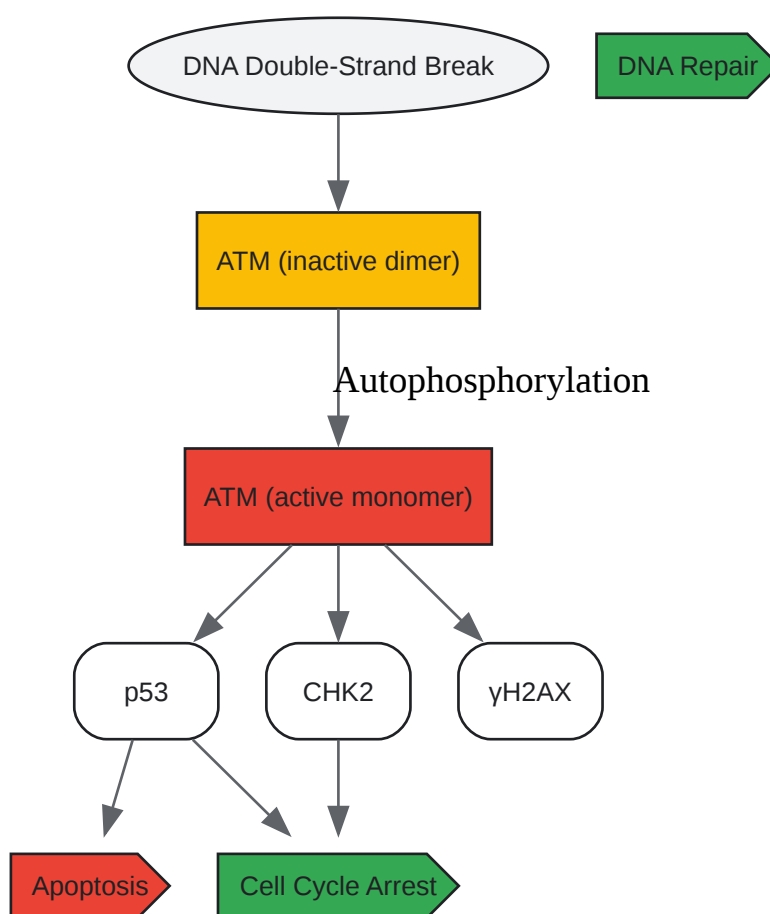 DNA Double-Strand Break
DNA Repair
ATM (inactive dimer)
Autophosphorylation
ATM (active monomer)
p53
CHK2
γH2AX
Apoptosis
Cell Cycle Arrest